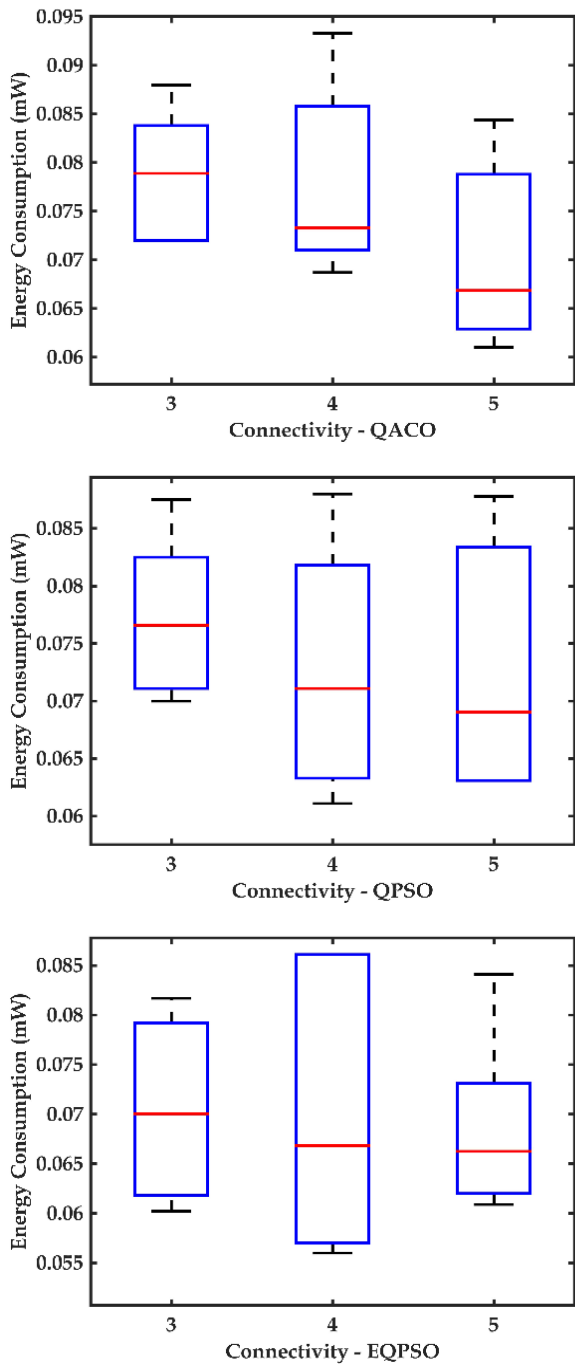 Energy Consumption (mW)
0.095
0.09
0.085
0.08
0.075
0.07
0.065
0.06
3 4 5
Connectivity - QACO
Energy Consumption (mW)
0.085
0.08
0.075
0.07
0.065
0.06
3 4 5
Connectivity - QPSO
Energy Consumption (mW)
0.085
0.08
0.075
0.07
0.065
0.06
0.055
3 4 5
Connectivity - EQPSO